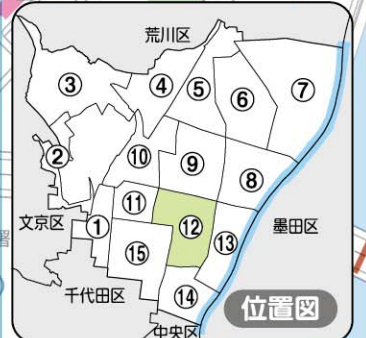 荒川区
③
④
⑤
⑥
⑦
②
⑩
⑨
⑧
文京区
①
⑪
⑫
⑬
墨田区
⑮
千代田区
⑭
中央区
位置図